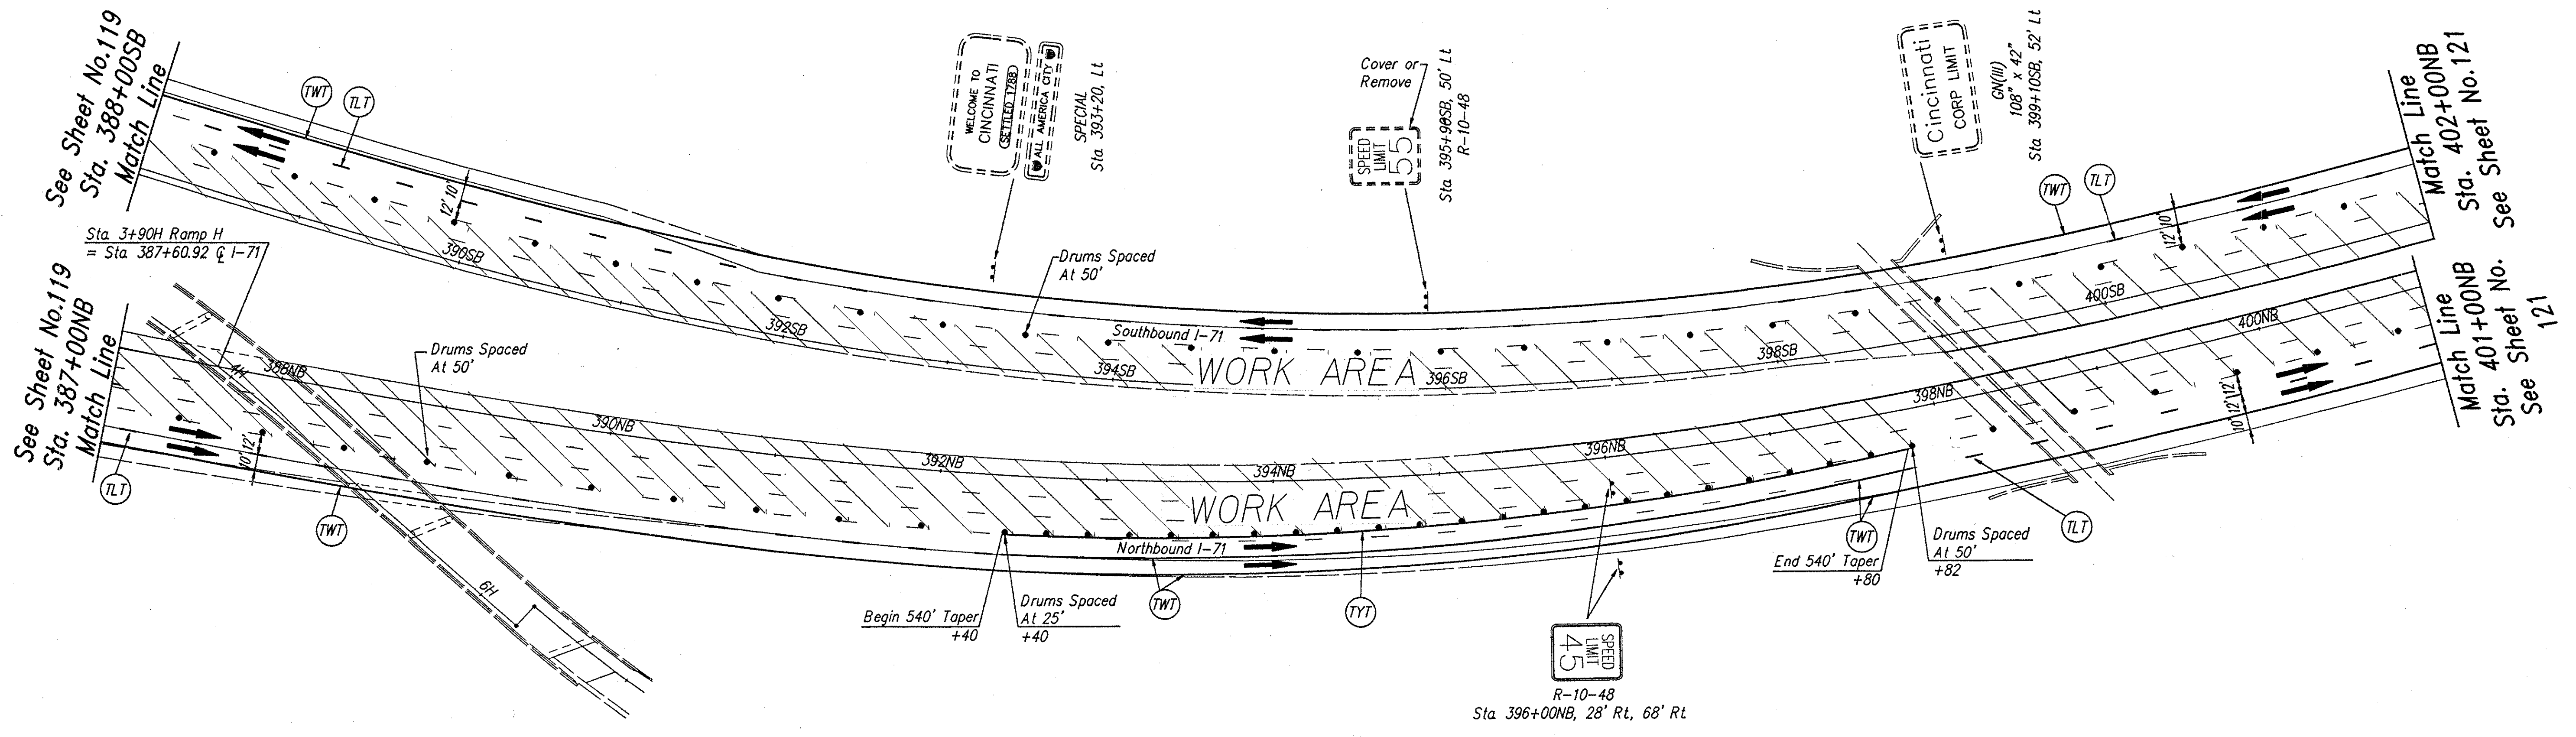 See Sheet No.119
Sta. 388+00SB
Match Line
TWT
TLT
12' 10'
390SB
Sta 3+90H Ramp H
= Sta 387+60.92 ℄ I-71
WELCOME TO
CINCINNATI
SETTLED 1788
ALL AMERICA CITY
SPECIAL
Sta 393+20, Lt
Cover or
Remove
SPEED
LIMIT
55
Sta 395+90SB, 50' Lt
R-10-48
Cincinnati
CORP LIMIT
GN(III)
108" x 42"
Sta 399+10SB, 52' Lt
TWT
TLT
12' 10'
Match Line
Sta. 402+00NB
See Sheet No.121
Drums Spaced
At 50'
392SB
Southbound I-71
394SB
WORK AREA
396SB
398SB
400SB
See Sheet No.119
Sta. 387+00NB
Match Line
TLT
10' 12'
TWT
4H
388NB
Drums Spaced
At 50'
390NB
392NB
394NB
396NB
398NB
400NB
WORK AREA
Northbound I-71
6H
Begin 540' Taper
+40
Drums Spaced
At 25'
+40
TWT
TYT
SPEED
LIMIT
45
R-10-48
Sta 396+00NB, 28' Rt, 68' Rt
TWT
End 540' Taper
+80
Drums Spaced
At 50'
+82
TLT
10' 12' 12'
Match Line
Sta. 401+00NB
See Sheet No.
121